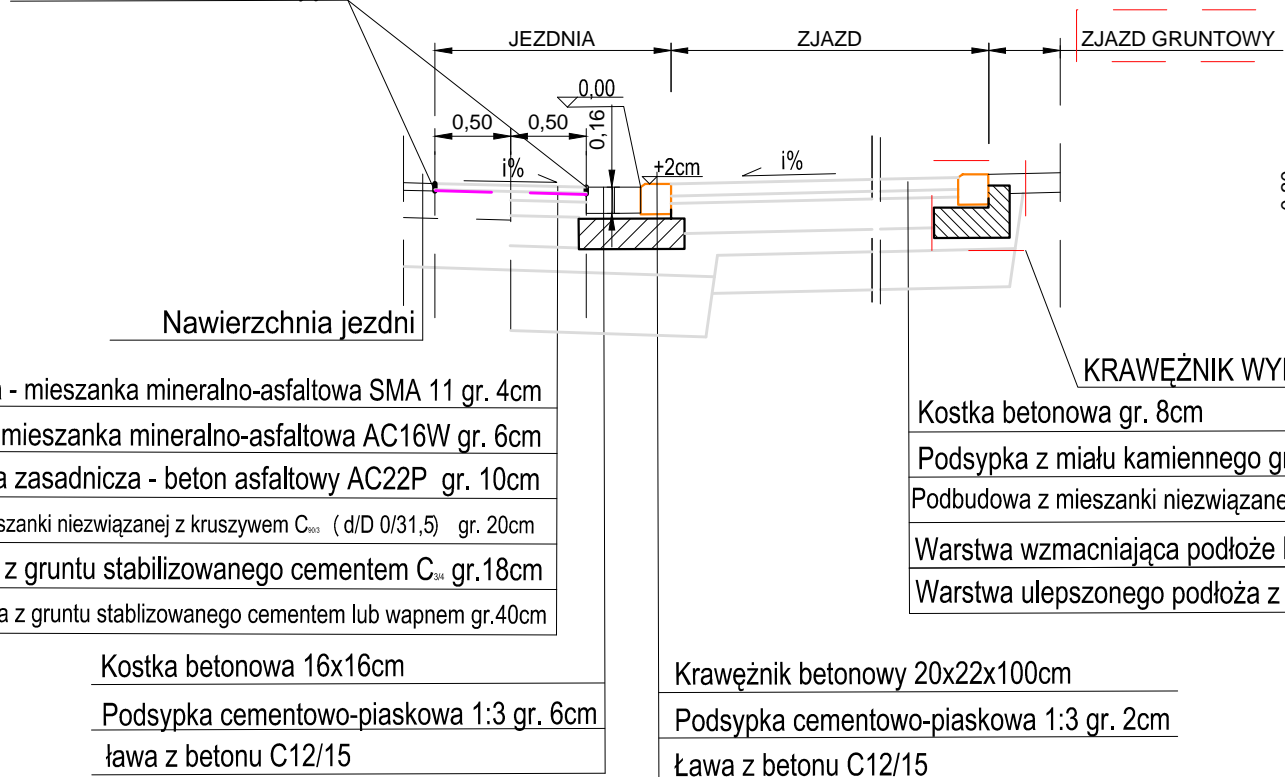 JEZDNIA
ZJAZD
ZJAZD GRUNTOWY
0,00
0,50
0,50
0,16
i%
+2cm
i%
Nawierzchnia jezdni
- mieszanka mineralno-asfaltowa SMA 11 gr. 4cm
mieszanka mineralno-asfaltowa AC16W gr. 6cm
zasadnicza - beton asfaltowy AC22P gr. 10cm
niezwiązanej z kruszywem C90/3 ( d/D 0/31,5) gr. 20cm
z gruntu stabilizowanego cementem C3/4 gr.18cm
z gruntu stablizowanego cementem lub wapnem gr.40cm
Kostka betonowa 16x16cm
Podsypka cementowo-piaskowa 1:3 gr. 6cm
ława z betonu C12/15
Krawężnik betonowy 20x22x100cm
Podsypka cementowo-piaskowa 1:3 gr. 2cm
Ława z betonu C12/15
KRAWĘŻNIK
Kostka betonowa gr. 8cm
Podsypka z miału kamiennego
Podbudowa z mieszanki
Warstwa wzmacniająca podłoże
Warstwa ulepszonego podłoża z